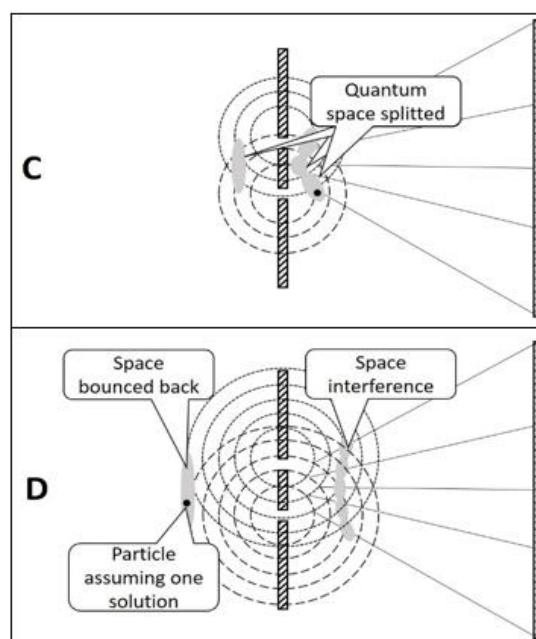 Quantum
space splitted
C
Space
bounced back
Space
interference
D
Particle
assuming one
solution